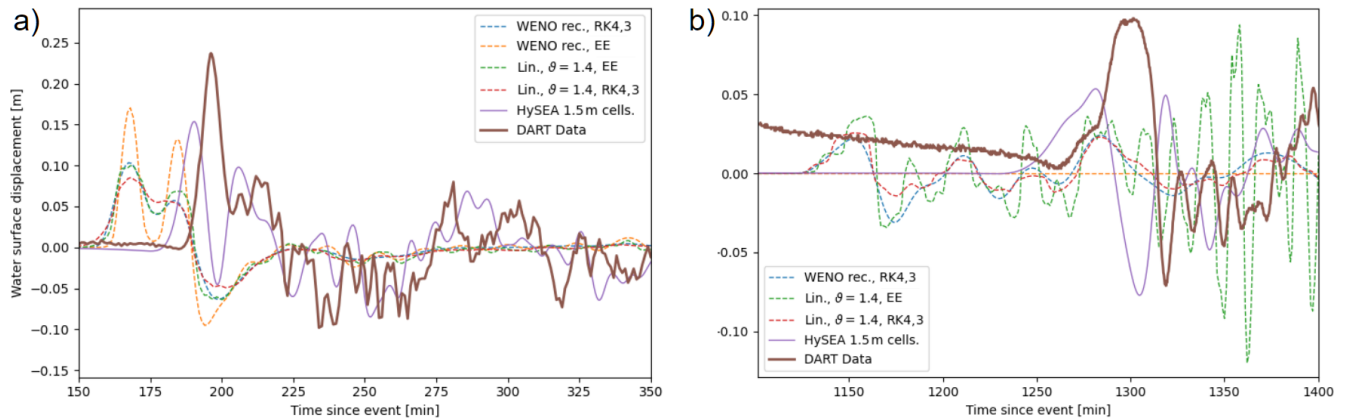 a)
Water surface displacement [m]
0.25
0.20
0.15
0.10
0.05
0.00
-0.05
-0.10
-0.15
WENO rec., RK4,3
WENO rec., EE
Lin., ϑ = 1.4, EE
Lin., ϑ = 1.4, RK4,3
HySEA 1.5 m cells.
DART Data
150 175 200 225 250 275 300 325 350
Time since event [min]
b)
0.10
0.05
0.00
-0.05
-0.10
WENO rec., RK4,3
Lin., ϑ = 1.4, EE
Lin., ϑ = 1.4, RK4,3
HySEA 1.5 m cells.
DART Data
1150 1200 1250 1300 1350 1400
Time since event [min]